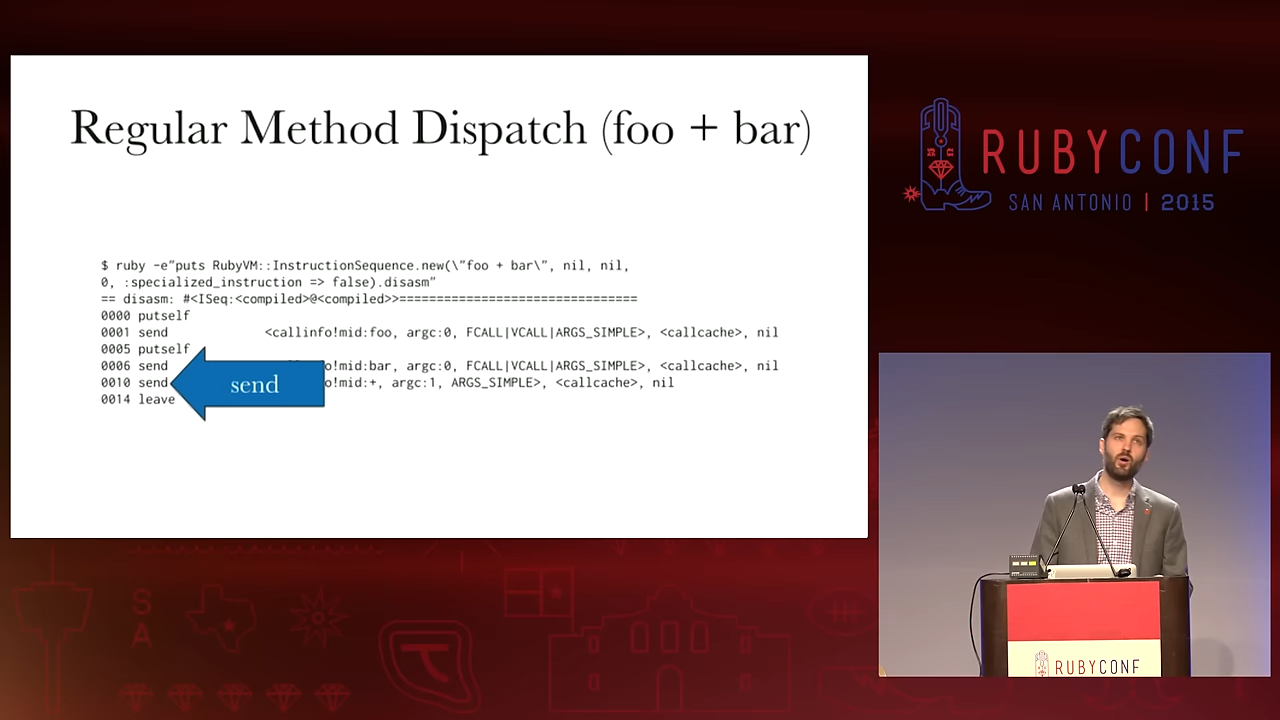 Regular Method Dispatch (foo + bar)
$ ruby -e"puts RubyVM::InstructionSequence.new(\"foo + bar\", nil, nil,
0, :specialized_instruction => false).disasm"
== disasm: #<ISeq:<compiled>@<compiled>>================================
0000 putself
0001 send <callinfo!mid:foo, argc:0, FCALL|VCALL|ARGS_SIMPLE>, <callcache>, nil
0005 putself
0006 send o!mid:bar, argc:0, FCALL|VCALL|ARGS_SIMPLE>, <callcache>, nil
0010 send o!mid:+, argc:1, ARGS_SIMPLE>, <callcache>, nil
0014 leave
send
RUBYCONF
SAN ANTONIO | 2015
S
A
RUBYCONF